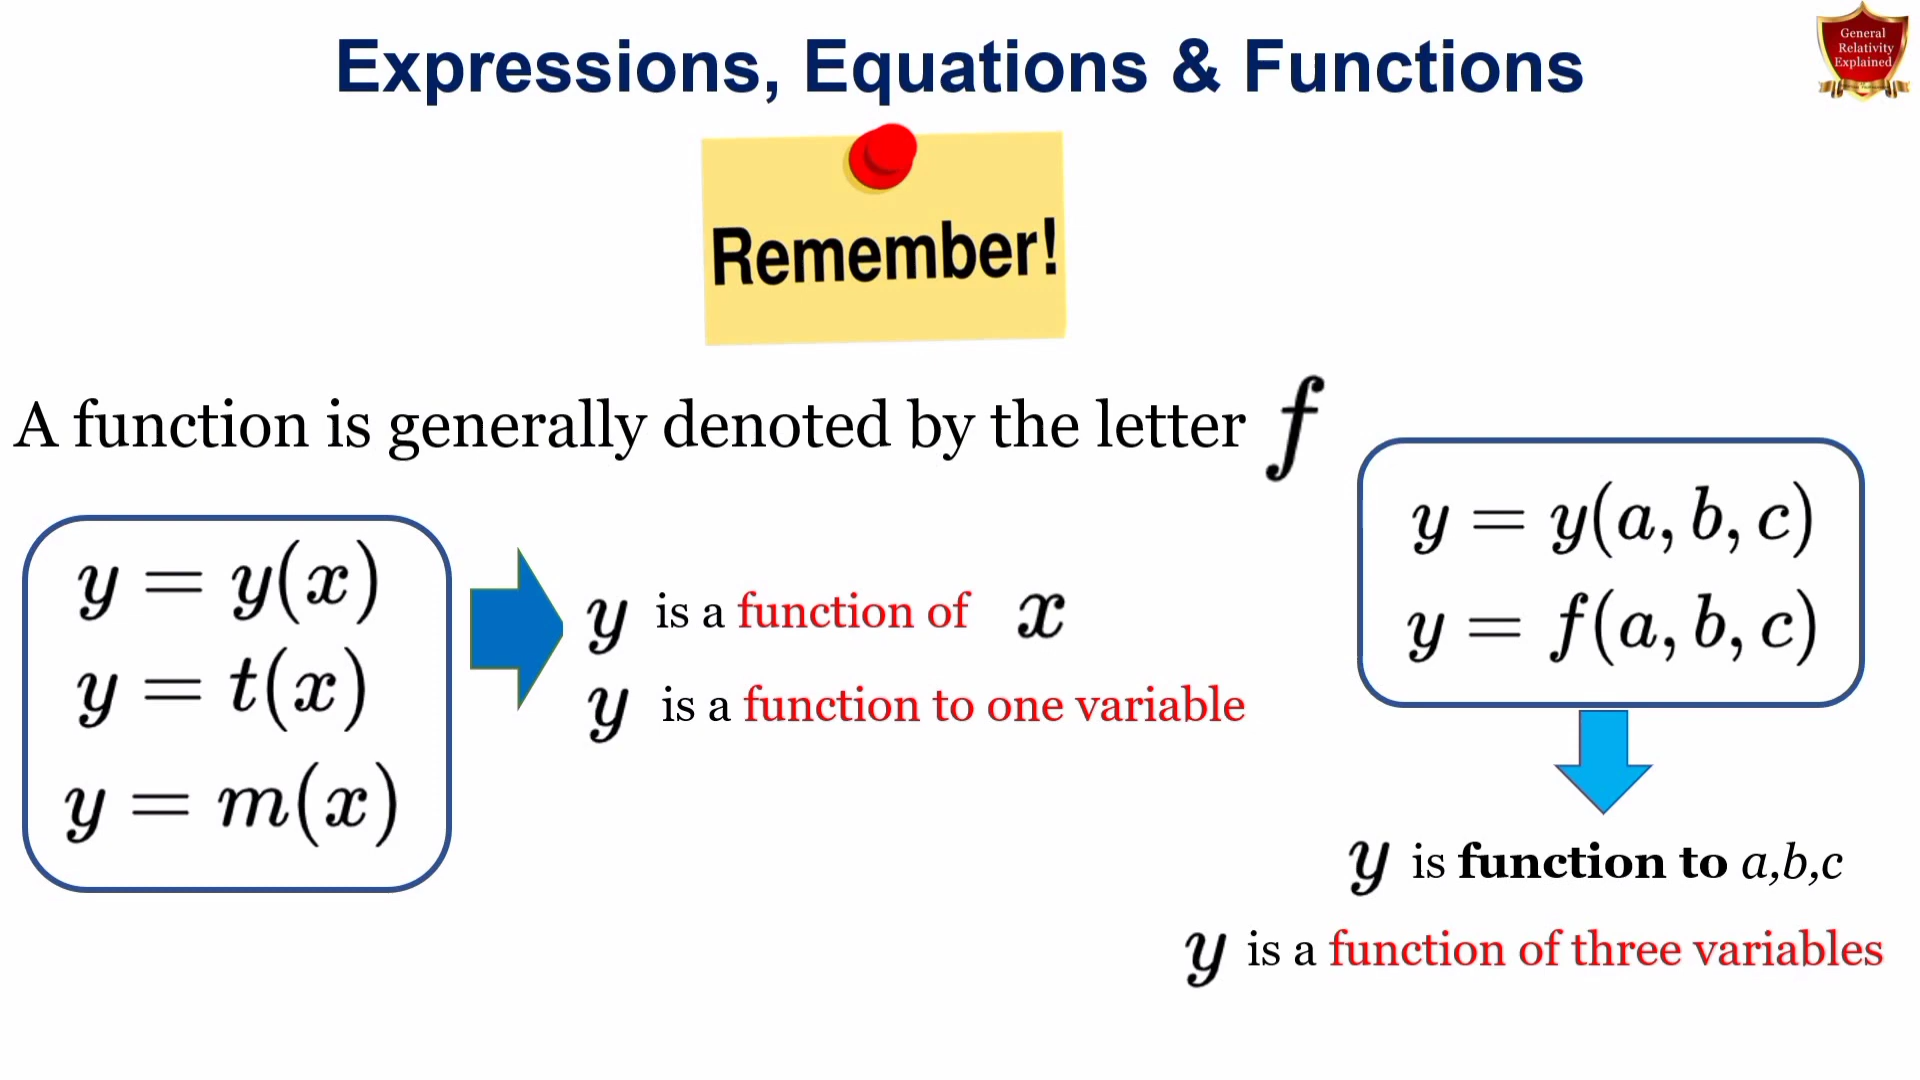 Expressions, Equations & Functions
General
Relativity
Explained
Remember!
A function is generally denoted by the letter f
y = y(x)
y = t(x)
y = m(x)
y is a function of x
y is a function to one variable
y = y(a, b, c)
y = f(a, b, c)
y is function to a,b,c
y is a function of three variables